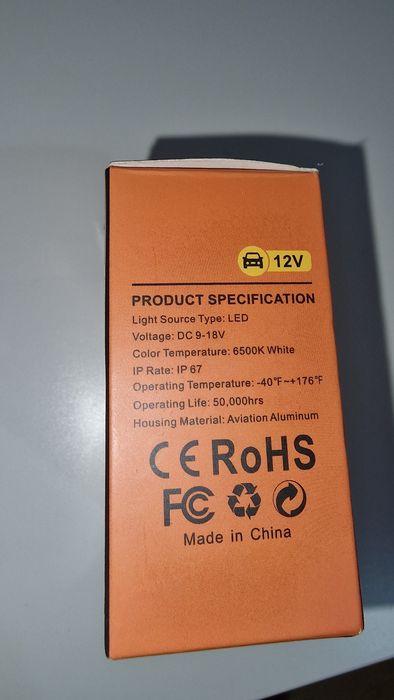 12V
PRODUCT SPECIFICATION
Light Source Type: LED
Voltage: DC 9-18V
Color Temperature: 6500K White
IP Rate: IP 67
Operating Temperature: -40°F~+176°F
Operating Life: 50,000hrs
Housing Material: Aviation Aluminum
CE RoHS
FC
Made in China